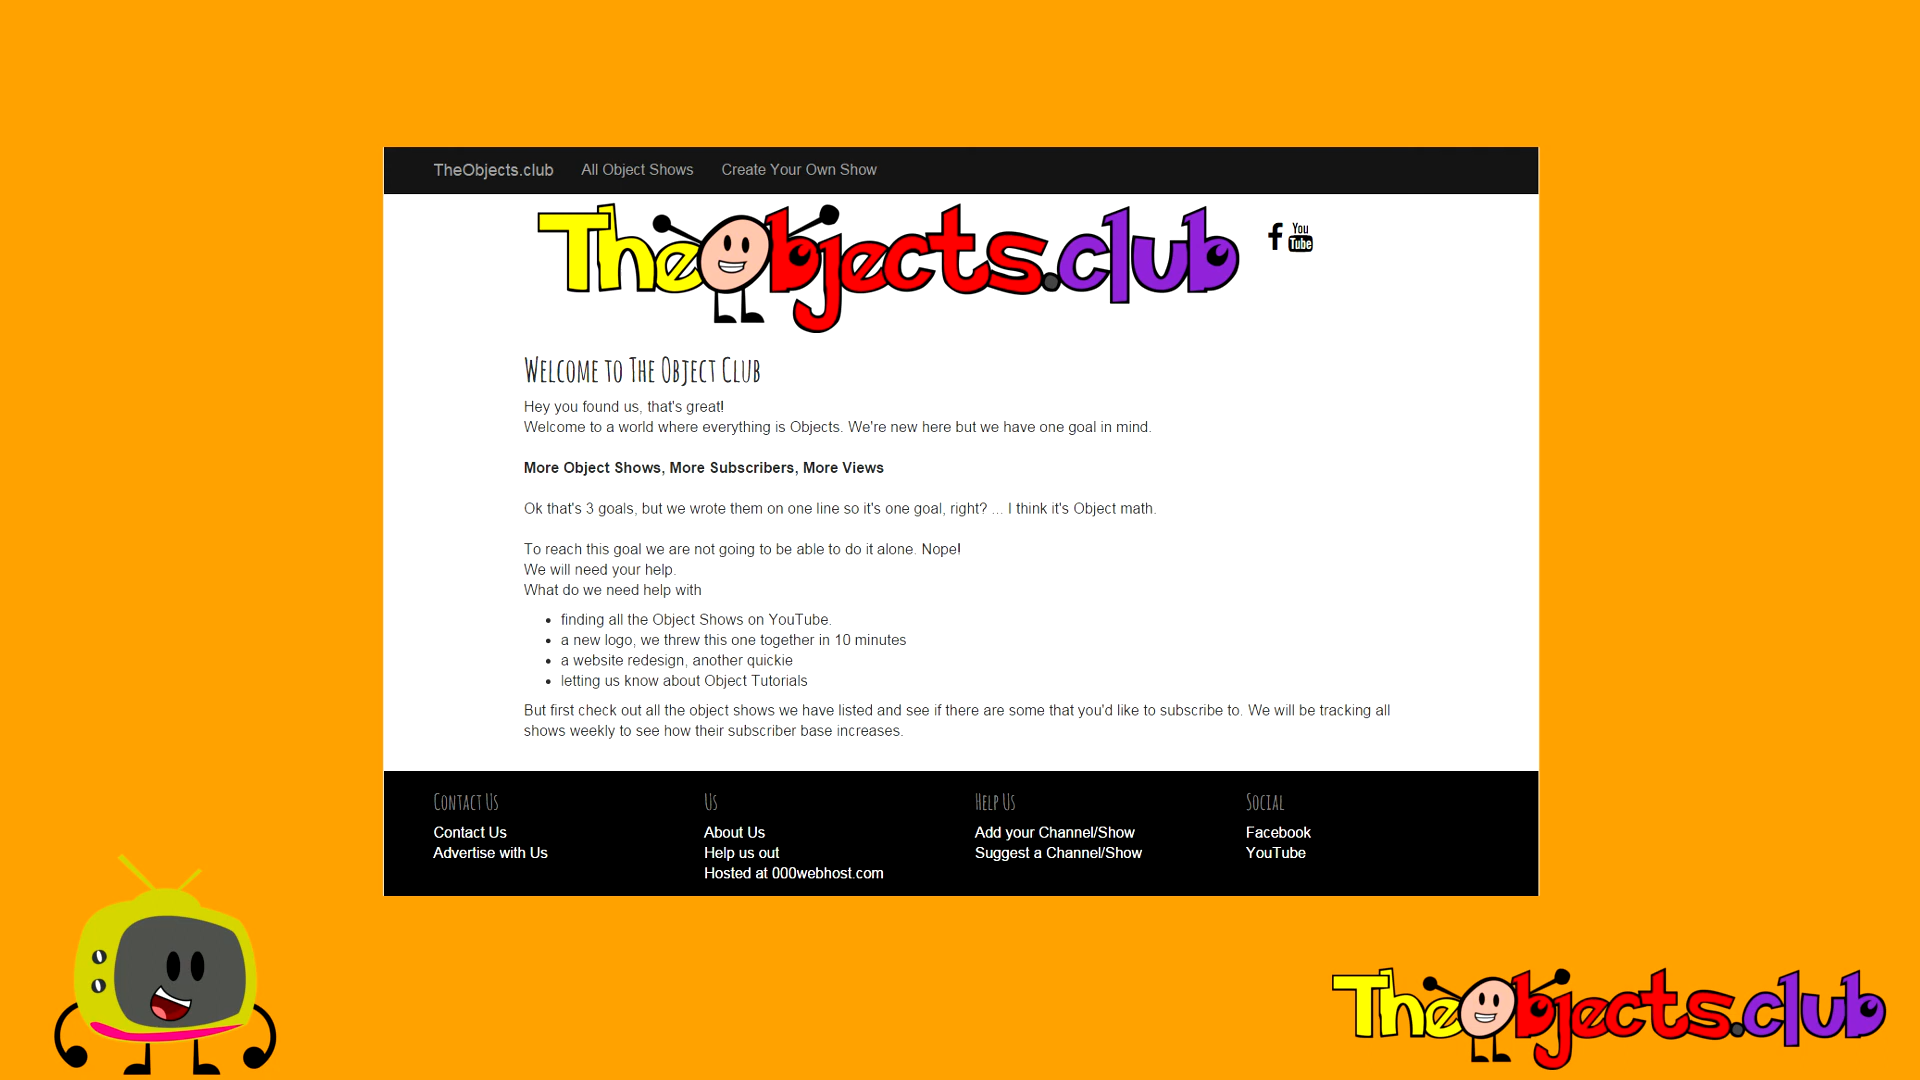 TheObjects.club All Object Shows Create Your Own Show
TheObjects.club
You
Tube
Welcome to The Object Club
Hey you found us, that's great!
Welcome to a world where everything is Objects. We're new here but we have one goal in mind.
More Object Shows, More Subscribers, More Views
Ok that's 3 goals, but we wrote them on one line so it's one goal, right? ... I think it's Object math.
To reach this goal we are not going to be able to do it alone. Nope!
We will need your help.
What do we need help with
• finding all the Object Shows on YouTube.
• a new logo, we threw this one together in 10 minutes
• a website redesign, another quickie
• letting us know about Object Tutorials
But first check out all the object shows we have listed and see if there are some that you'd like to subscribe to. We will be tracking all
shows weekly to see how their subscriber base increases.
Contact Us
Contact Us
Advertise with Us
Us
About Us
Help us out
Hosted at 000webhost.com
Help Us
Add your Channel/Show
Suggest a Channel/Show
Social
Facebook
YouTube
TheObjects.club